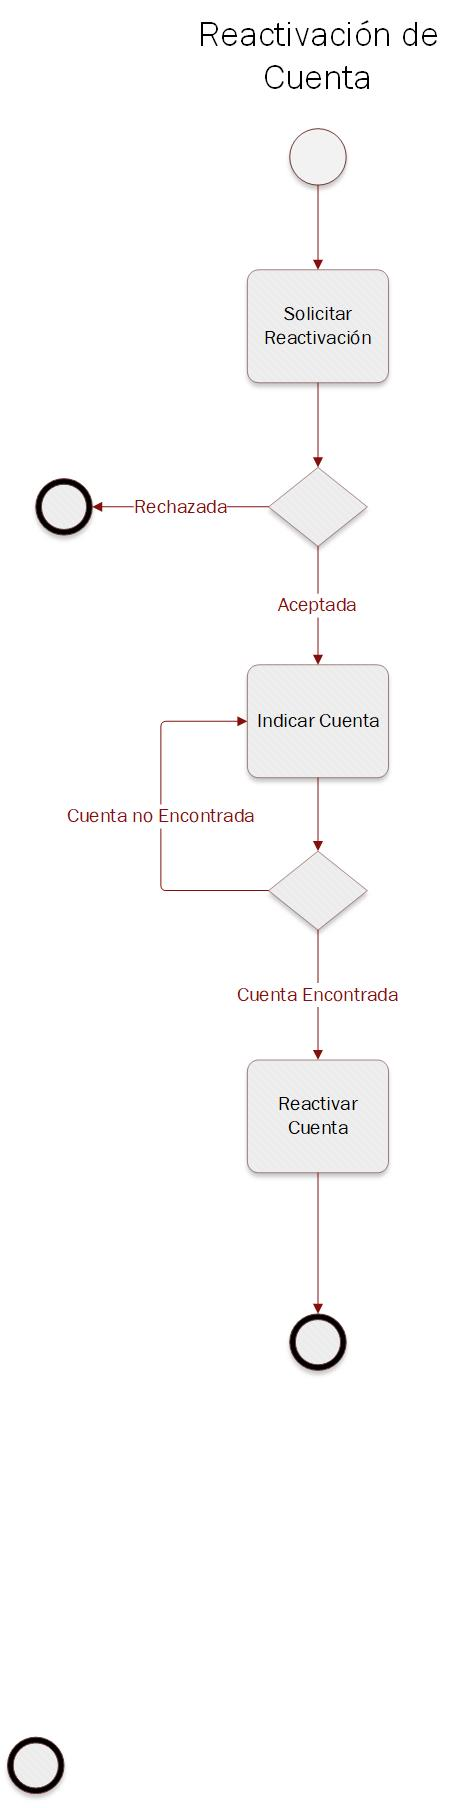 Reactivación de
Cuenta
Solicitar
Reactivación
Rechazada
Aceptada
Indicar Cuenta
Cuenta no Encontrada
Cuenta Encontrada
Reactivar
Cuenta